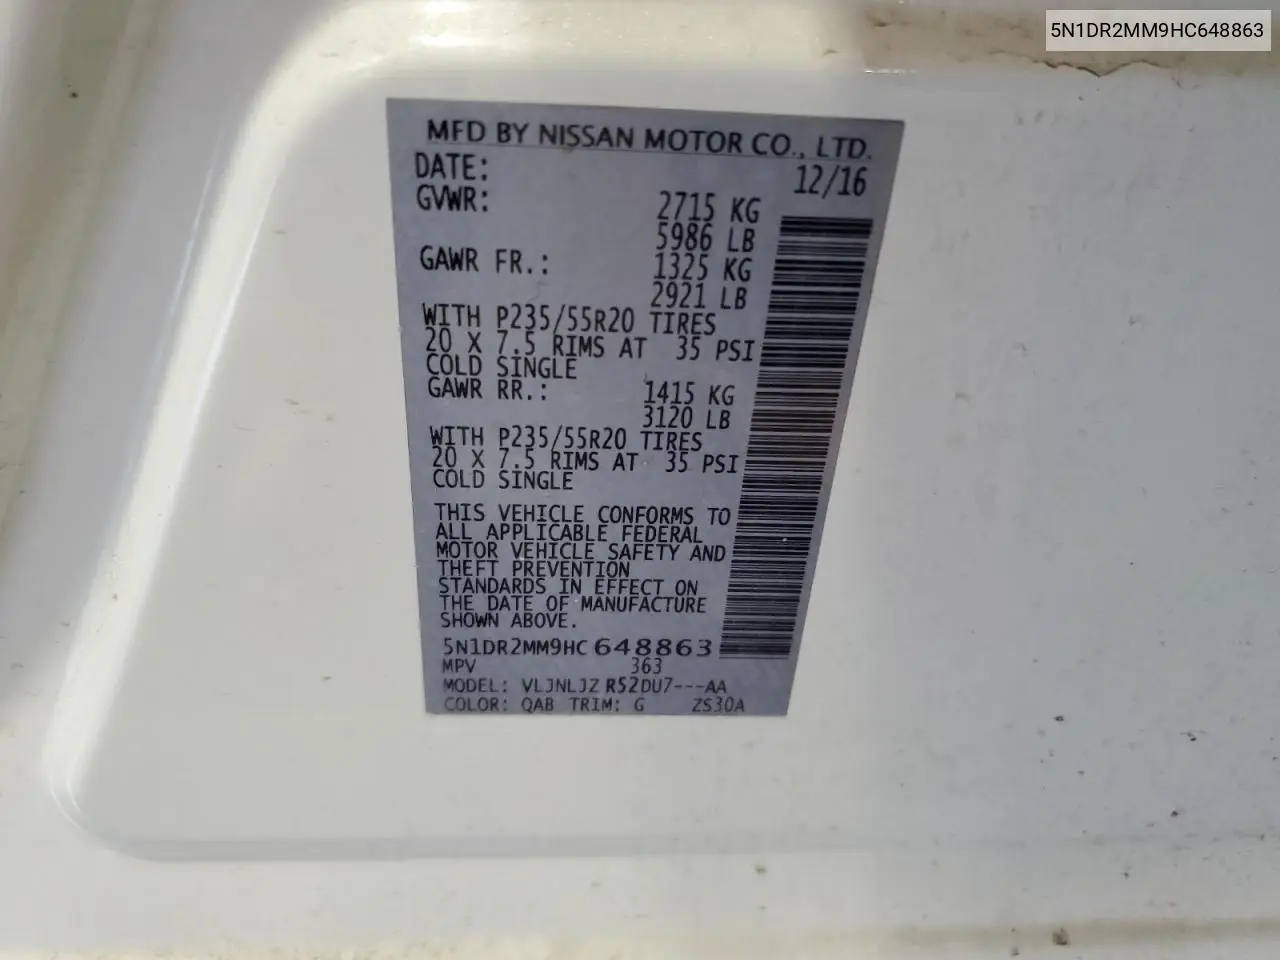 5N1DR2MM9HC648863
MFD BY NISSAN MOTOR CO., LTD.
DATE: 12/16
GVWR: 2715 KG
5986 LB
GAWR FR.: 1325 KG
2921 LB
WITH P235/55R20 TIRES
20 X 7.5 RIMS AT 35 PSI
COLD SINGLE
GAWR RR.: 1415 KG
3120 LB
WITH P235/55R20 TIRES
20 X 7.5 RIMS AT 35 PSI
COLD SINGLE
THIS VEHICLE CONFORMS TO
ALL APPLICABLE FEDERAL
MOTOR VEHICLE SAFETY AND
THEFT PREVENTION
STANDARDS IN EFFECT ON
THE DATE OF MANUFACTURE
SHOWN ABOVE.
5N1DR2MM9HC 648863
MPV 363
MODEL: VLJNLJZ R52DU7---AA
COLOR: QAB TRIM: G ZS30A